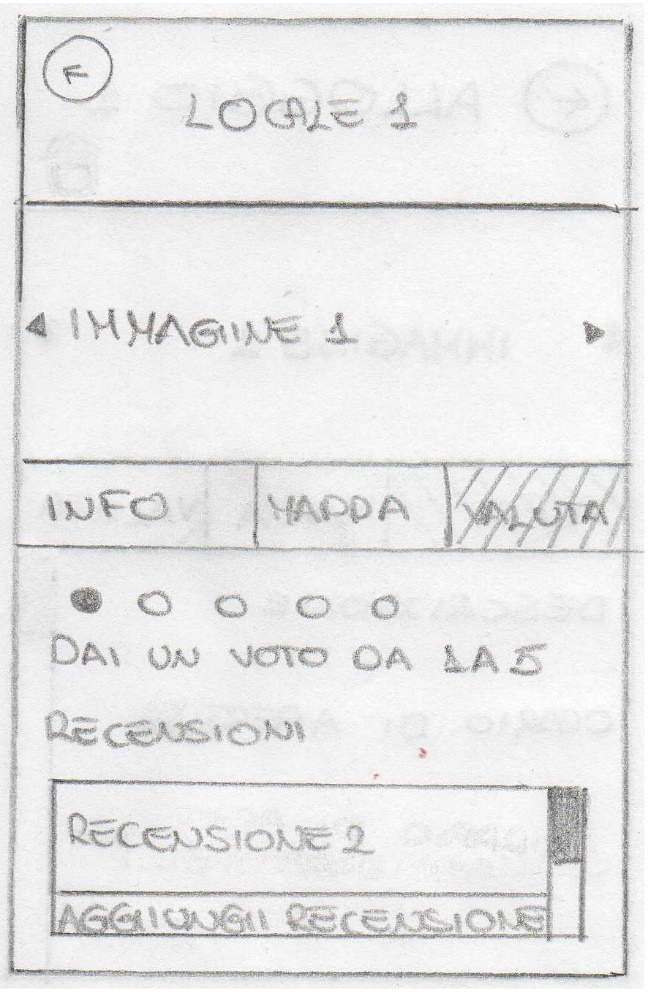 LOCALE 1
IMMAGINE 1
INFO MAPPA VALUTA
DAI UN VOTO DA 1 A 5
RECENSIONI
RECENSIONE 2
AGGIUNGI RECENSIONE